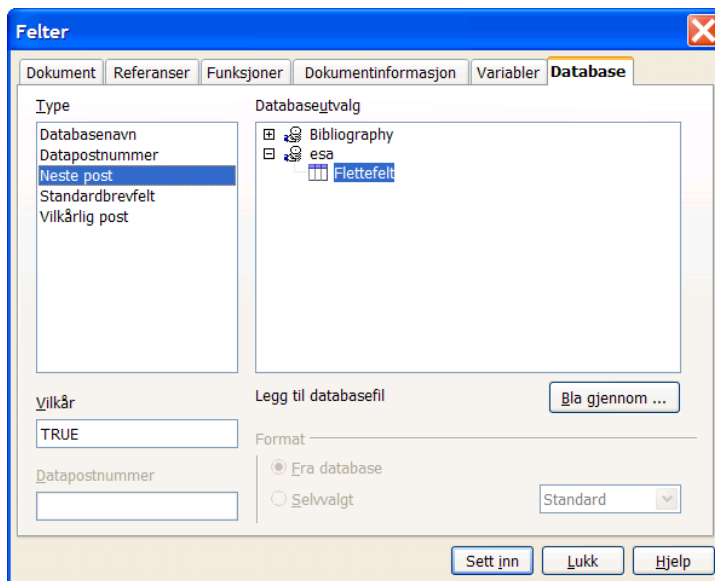 Felter
Dokument Referanser Funksjoner Dokumentinformasjon Variabler Database
Type
Databasenavn
Datapostnummer
Neste post
Standardbrevfelt
Vilkårlig post
Databaseutvalg
Bibliography
esa
Flettefelt
Vilkår
TRUE
Datapostnummer
Legg til databasefil
Bla gjennom ...
Format
Fra database
Selvvalgt
Standard
Sett inn Lukk Hjelp